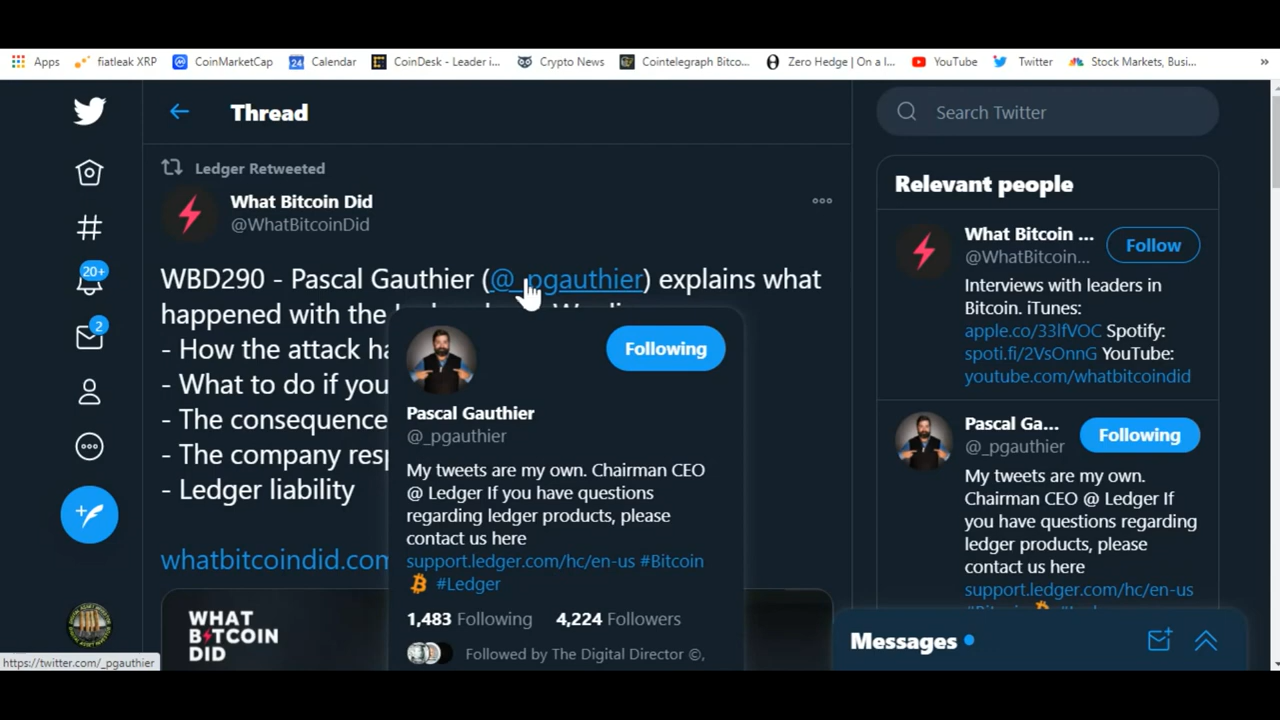 Apps fiatleak XRP CoinMarketCap 24 Calendar CoinDesk - Leader i... Crypto News Cointelegraph Bitco... Zero Hedge | On a l... YouTube Twitter Stock Markets, Busi... »
Thread
Search Twitter
Ledger Retweeted
What Bitcoin Did
@WhatBitcoinDid
WBD290 - Pascal Gauthier (@_pgauthier) explains what
happened with the
- How the attack ha
- What to do if you
- The consequence
- The company resp
- Ledger liability
whatbitcoindid.com
WHAT
BITCOIN
DID
20+
2
Following
Pascal Gauthier
@_pgauthier
My tweets are my own. Chairman CEO
@ Ledger If you have questions
regarding ledger products, please
contact us here
support.ledger.com/hc/en-us #Bitcoin
#Ledger
1,483 Following 4,224 Followers
Followed by The Digital Director ©,
Relevant people
What Bitcoin ...
@WhatBitcoin...
Follow
Interviews with leaders in
Bitcoin. iTunes:
apple.co/33lfVOC Spotify:
spoti.fi/2VsOnnG YouTube:
youtube.com/whatbitcoindid
Pascal Ga...
@_pgauthier
Following
My tweets are my own.
Chairman CEO @ Ledger If
you have questions regarding
ledger products, please
contact us here
support.ledger.com/hc/en-us
Messages
https://twitter.com/_pgauthier